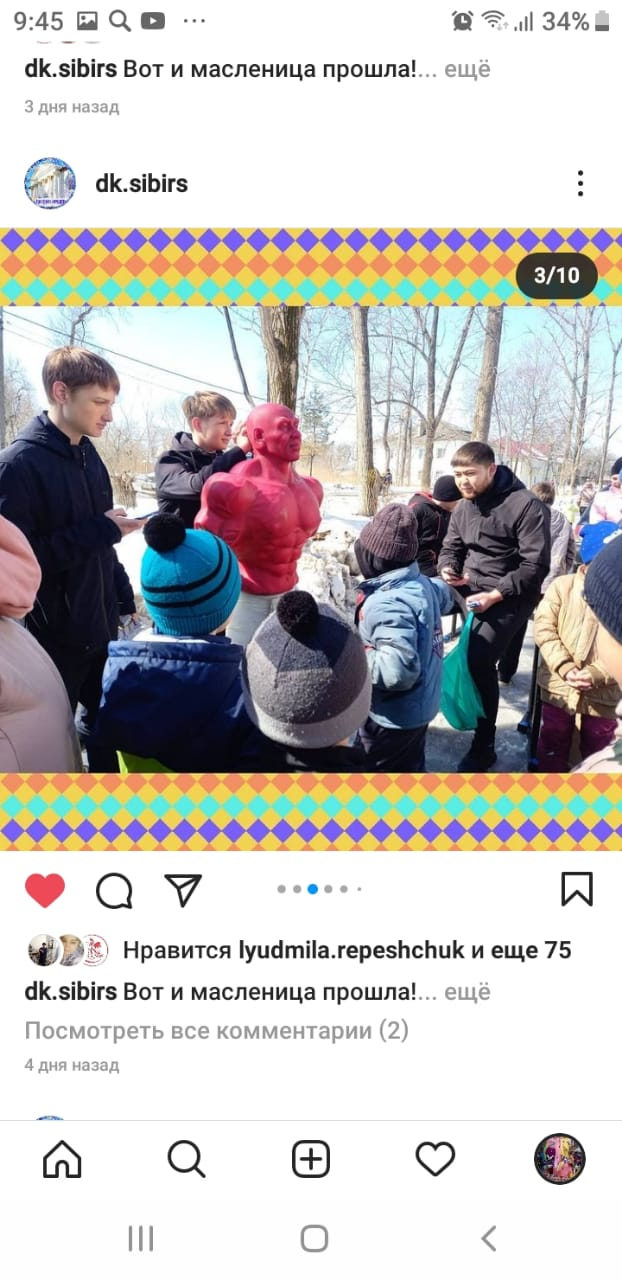 9:45 34%
dk.sibirs Вот и масленица прошла!... ещё
3 дня назад
dk.sibirs
3/10
Нравится lyudmila.repeshchuk и еще 75
dk.sibirs Вот и масленица прошла!... ещё
Посмотреть все комментарии (2)
4 дня назад